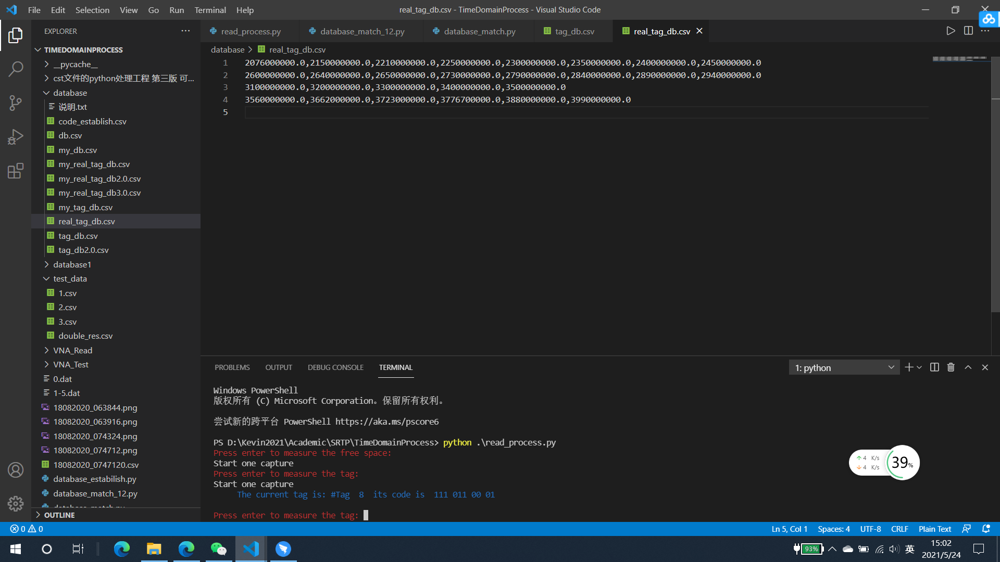 File Edit Selection View Go Run Terminal Help
real_tag_db.csv - TimeDomainProcess - Visual Studio Code
EXPLORER
TIMEDOMAINPROCESS
__pycache__
cst文件的python处理工程 第三版 可...
database
说明.txt
code_establish.csv
db.csv
my_db.csv
my_real_tag_db.csv
my_real_tag_db2.0.csv
my_real_tag_db3.0.csv
my_tag_db.csv
real_tag_db.csv
tag_db.csv
tag_db2.0.csv
database1
test_data
1.csv
2.csv
3.csv
double_res.csv
VNA_Read
VNA_Test
0.dat
1-5.dat
18082020_063844.png
18082020_063916.png
18082020_074324.png
18082020_074712.png
18082020_0747120.csv
database_estabilish.py
database_match_12.py
database_match.py
OUTLINE
read_process.py
database_match_12.py
database_match.py
tag_db.csv
real_tag_db.csv
database > real_tag_db.csv
1 2076000000.0,2150000000.0,2210000000.0,2250000000.0,2300000000.0,2350000000.0,2400000000.0,2450000000.0
2 2600000000.0,2640000000.0,2650000000.0,2730000000.0,2790000000.0,2840000000.0,2890000000.0,2940000000.0
3 3100000000.0,3200000000.0,3300000000.0,3400000000.0,3500000000.0
4 3560000000.0,3662000000.0,3723000000.0,3776700000.0,3880000000.0,3990000000.0
5
PROBLEMS OUTPUT DEBUG CONSOLE TERMINAL
1: python
Windows PowerShell
版权所有 (C) Microsoft Corporation。保留所有权利。
尝试新的跨平台 PowerShell https://aka.ms/pscore6
PS D:\Kevin2021\Academic\SRTP\TimeDomainProcess> python .\read_process.py
Press enter to measure the free space:
Start one capture
Press enter to measure the tag:
Start one capture
The current tag is: #Tag 8 its code is 111 011 00 01
Press enter to measure the tag:
↑ 4 K/s
↓ 4 K/s
39%
0 0
Ln 5, Col 1 Spaces: 4 UTF-8 CRLF Plain Text
93%
英
15:02
2021/5/24